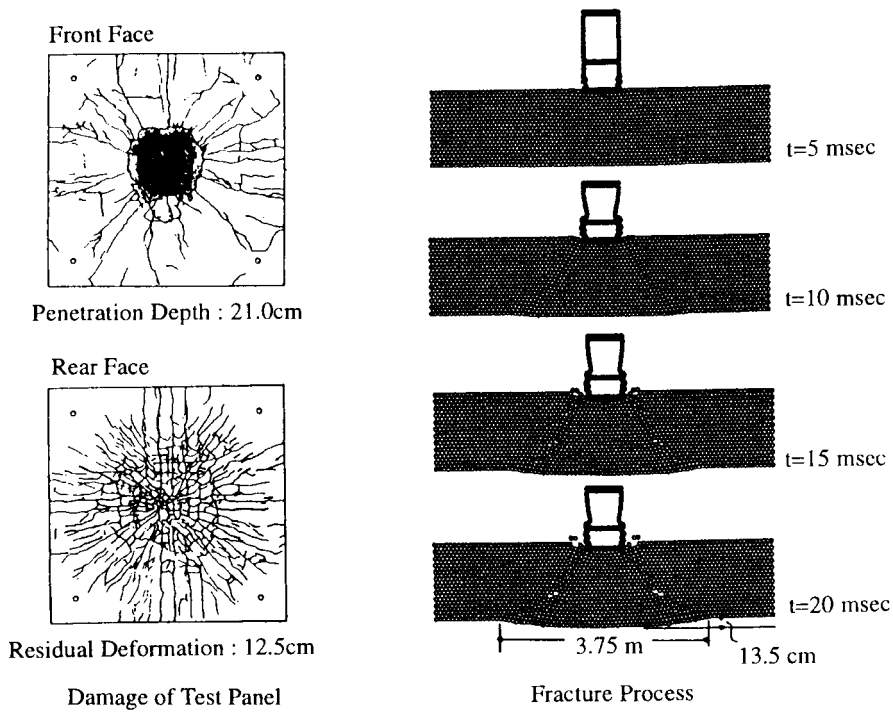 Front Face
Penetration Depth : 21.0cm
Rear Face
Residual Deformation : 12.5cm
Damage of Test Panel
t=5 msec
t=10 msec
t=15 msec
t=20 msec
3.75 m
13.5 cm
Fracture Process